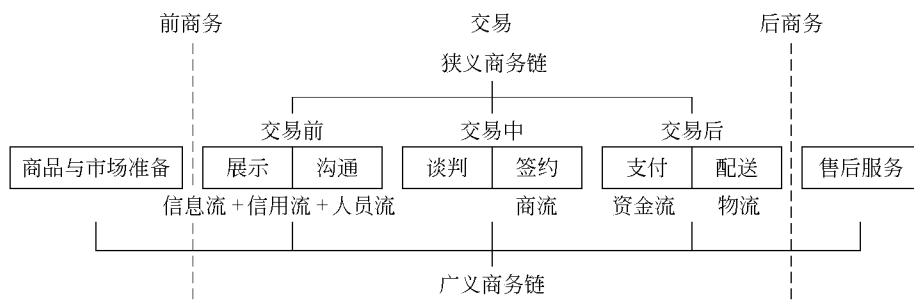 前商务 交易 后商务
狭义商务链
交易前 交易中 交易后
商品与市场准备 展示 沟通 谈判 签约 支付 配送 售后服务
信息流+信用流+人员流 商流 资金流 物流
广义商务链